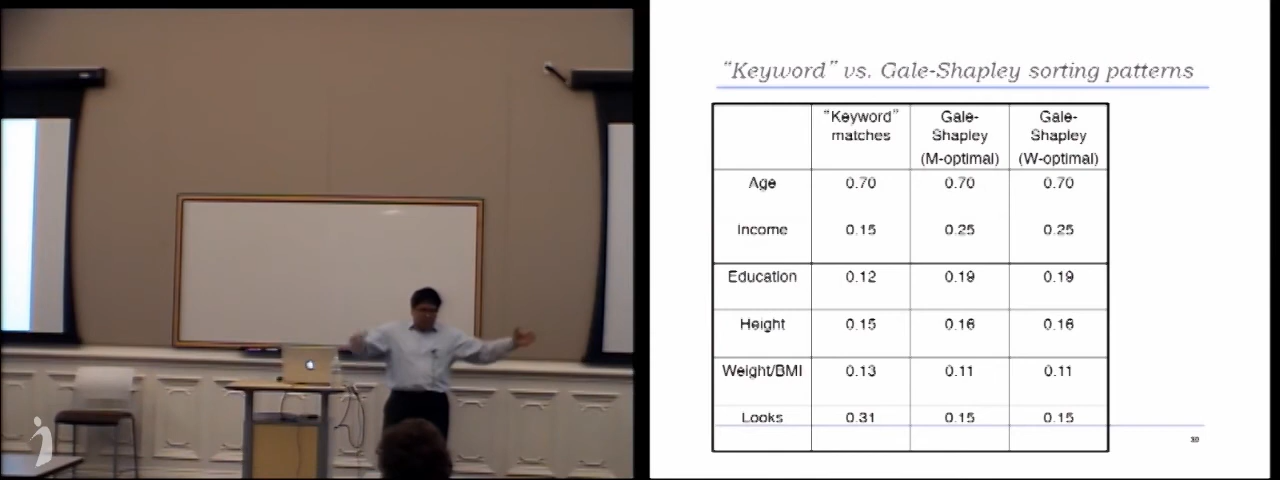 “Keyword” vs. Gale-Shapley sorting patterns
“Keyword” matches | Gale-Shapley (M-optimal) | Gale-Shapley (W-optimal)
Age 0.70 0.70 0.70
Income 0.15 0.25 0.25
Education 0.12 0.19 0.19
Height 0.15 0.16 0.16
Weight/BMI 0.13 0.11 0.11
Looks 0.31 0.15 0.15